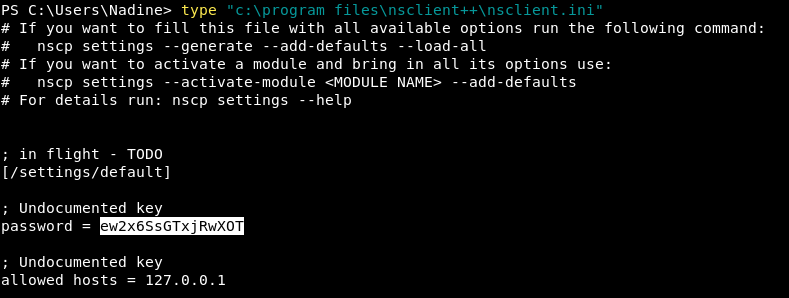 PS C:\Users\Nadine> type "c:\program files\nsclient++\nsclient.ini"
# If you want to fill this file with all available options run the following command:
#   nscp settings --generate --add-defaults --load-all
# If you want to activate a module and bring in all its options use:
#   nscp settings --activate-module <MODULE NAME> --add-defaults
# For details run: nscp settings --help
; in flight - TODO
[/settings/default]
; Undocumented key
password = ew2x6SsGTxjRwXOT
; Undocumented key
allowed hosts = 127.0.0.1